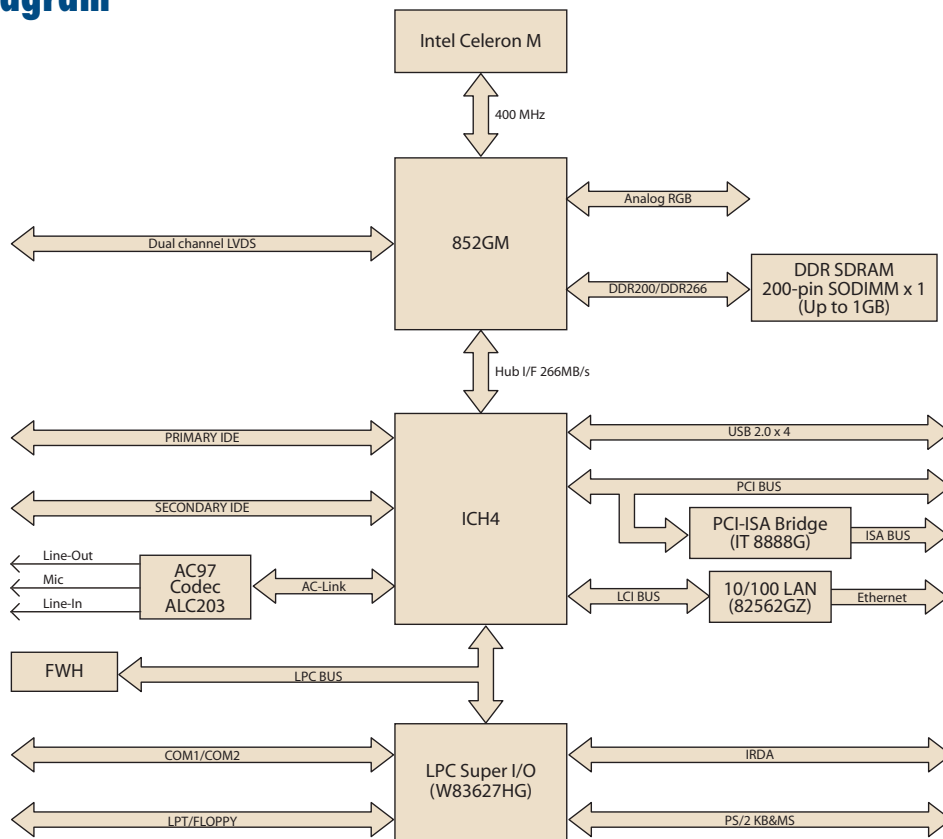 Intel Celeron M
400 MHz
852GM
Analog RGB
Dual channel LVDS
DDR200/DDR266
DDR SDRAM
200-pin SODIMM x 1
(Up to 1GB)
Hub I/F 266MB/s
ICH4
PRIMARY IDE
USB 2.0 x 4
PCI BUS
SECONDARY IDE
PCI-ISA Bridge
(IT 8888G)
ISA BUS
Line-Out
Mic
Line-In
AC97
Codec
ALC203
AC-Link
LCI BUS
10/100 LAN
(82562GZ)
Ethernet
FWH
LPC BUS
COM1/COM2
LPC Super I/O
(W83627HG)
IRDA
LPT/FLOPPY
PS/2 KB&MS